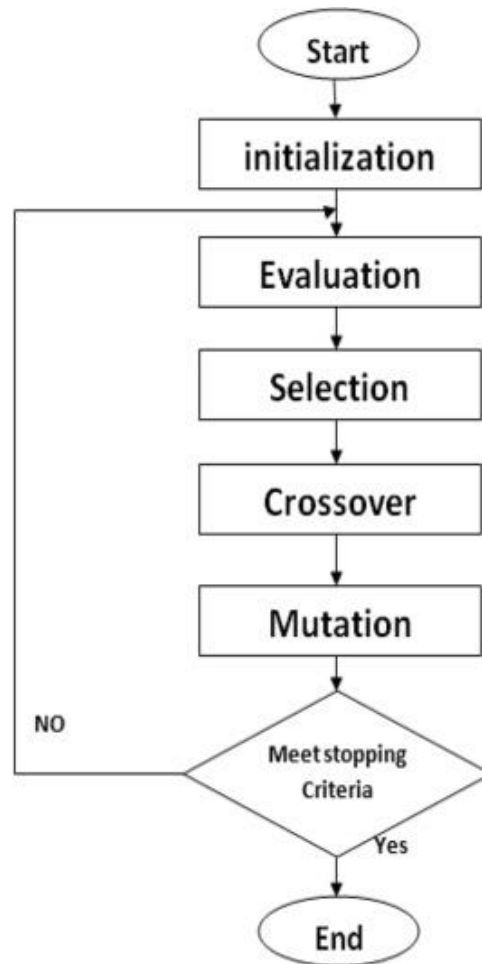 Start
initialization
Evaluation
Selection
Crossover
Mutation
NO
Meet stopping
Criteria
Yes
End